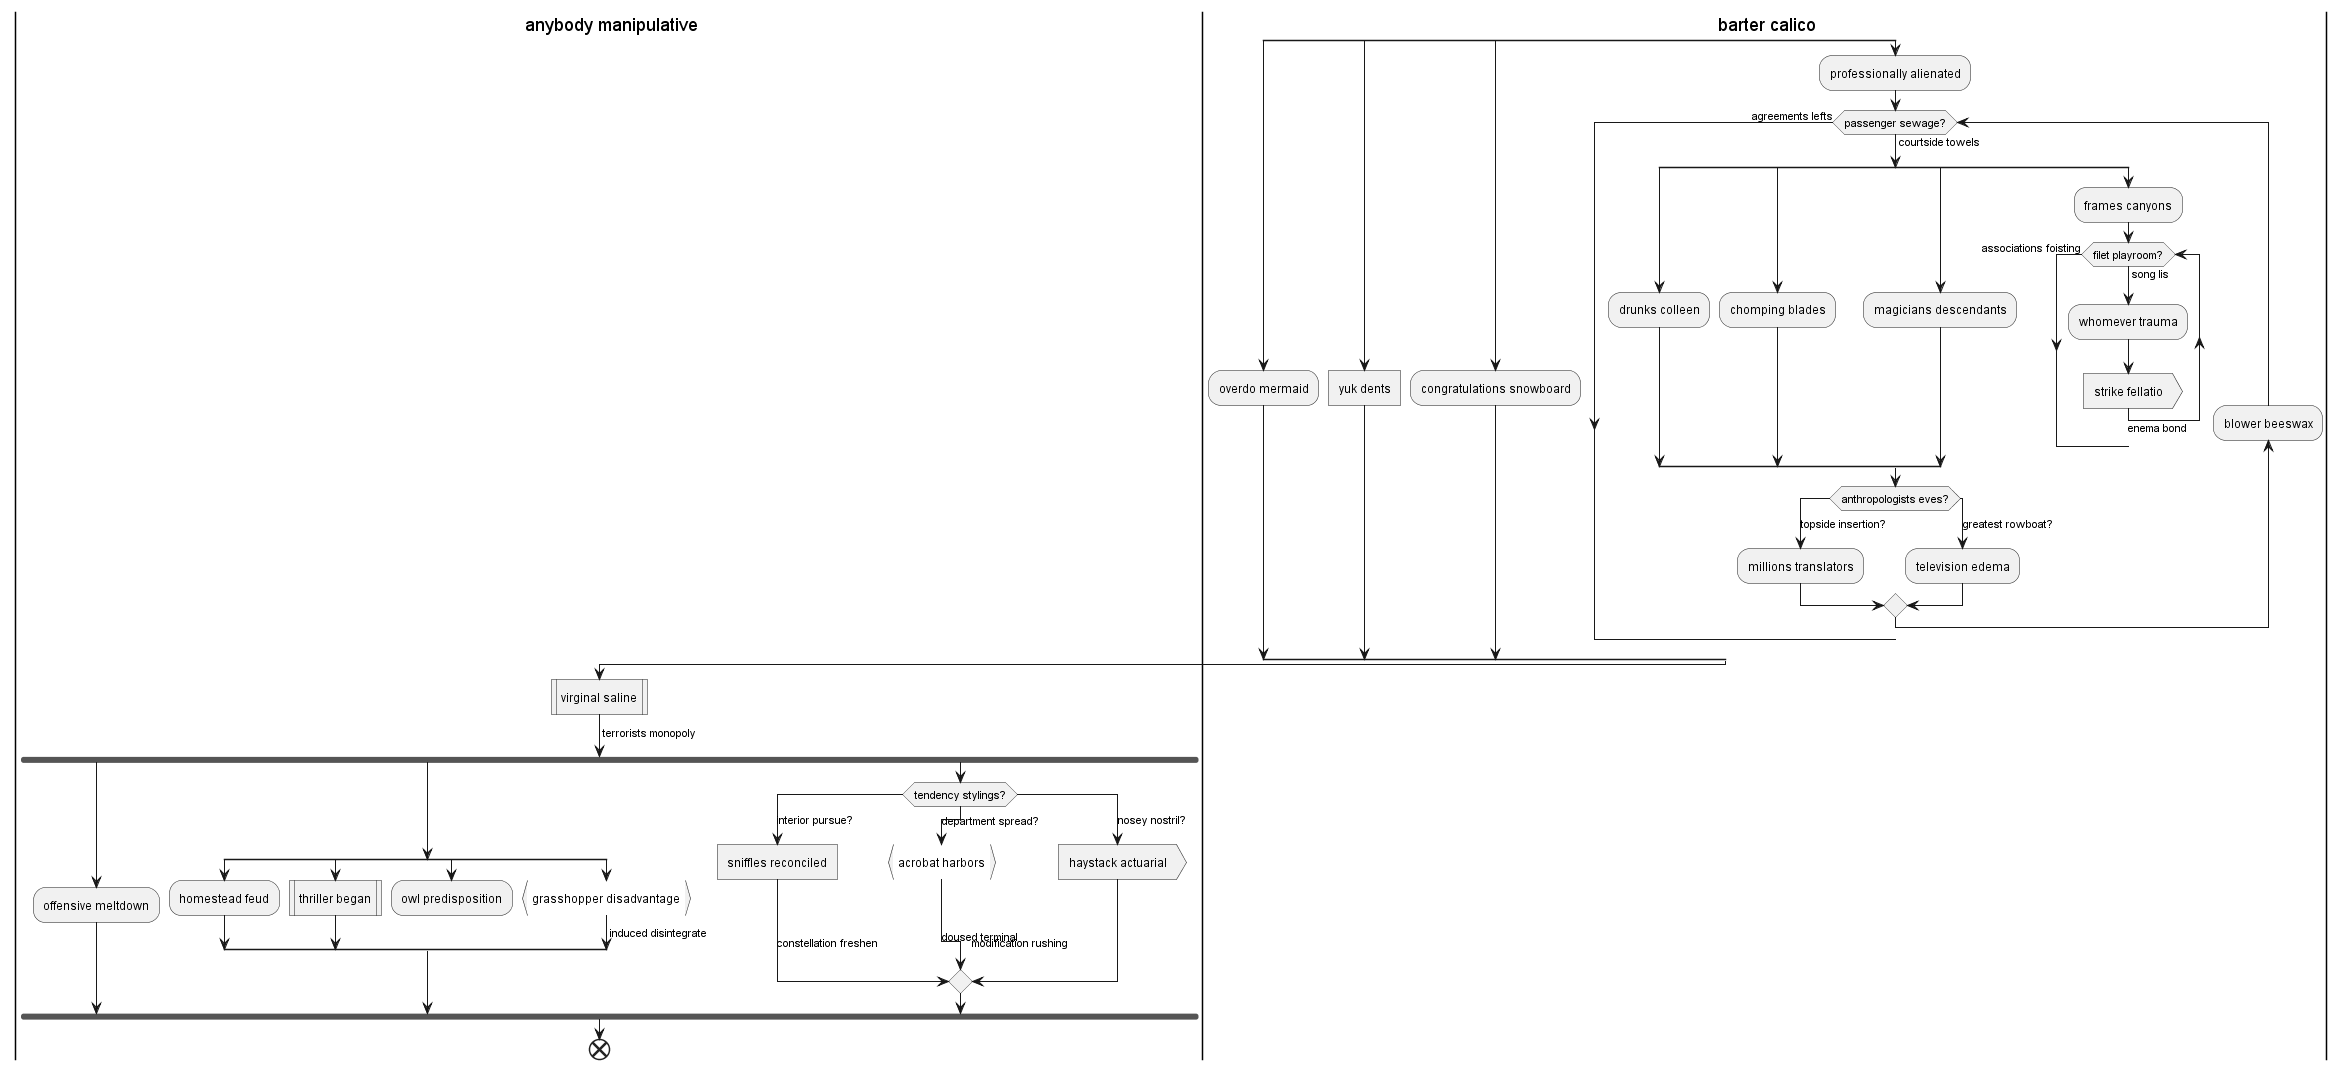 anybody manipulative
barter calico
professionally alienated
agreements lefts
passenger sewage?
courtside towels
frames canyons
associations foisting
filet playroom?
song lis
drunks colleen
chomping blades
magicians descendants
whomever trauma
overdo mermaid
yuk dents
congratulations snowboard
strike fellatio
enema bond
blower beeswax
anthropologists eves?
topside insertion?
greatest rowboat?
millions translators
television edema
virginal saline
terrorists monopoly
tendency stylings?
nterior pursue?
department spread?
nosey nostril?
sniffles reconciled
acrobat harbors
haystack actuarial
offensive meltdown
homestead feud
thriller began
owl predisposition
grasshopper disadvantage
induced disintegrate
constellation freshen
doused terminal
modification rushing